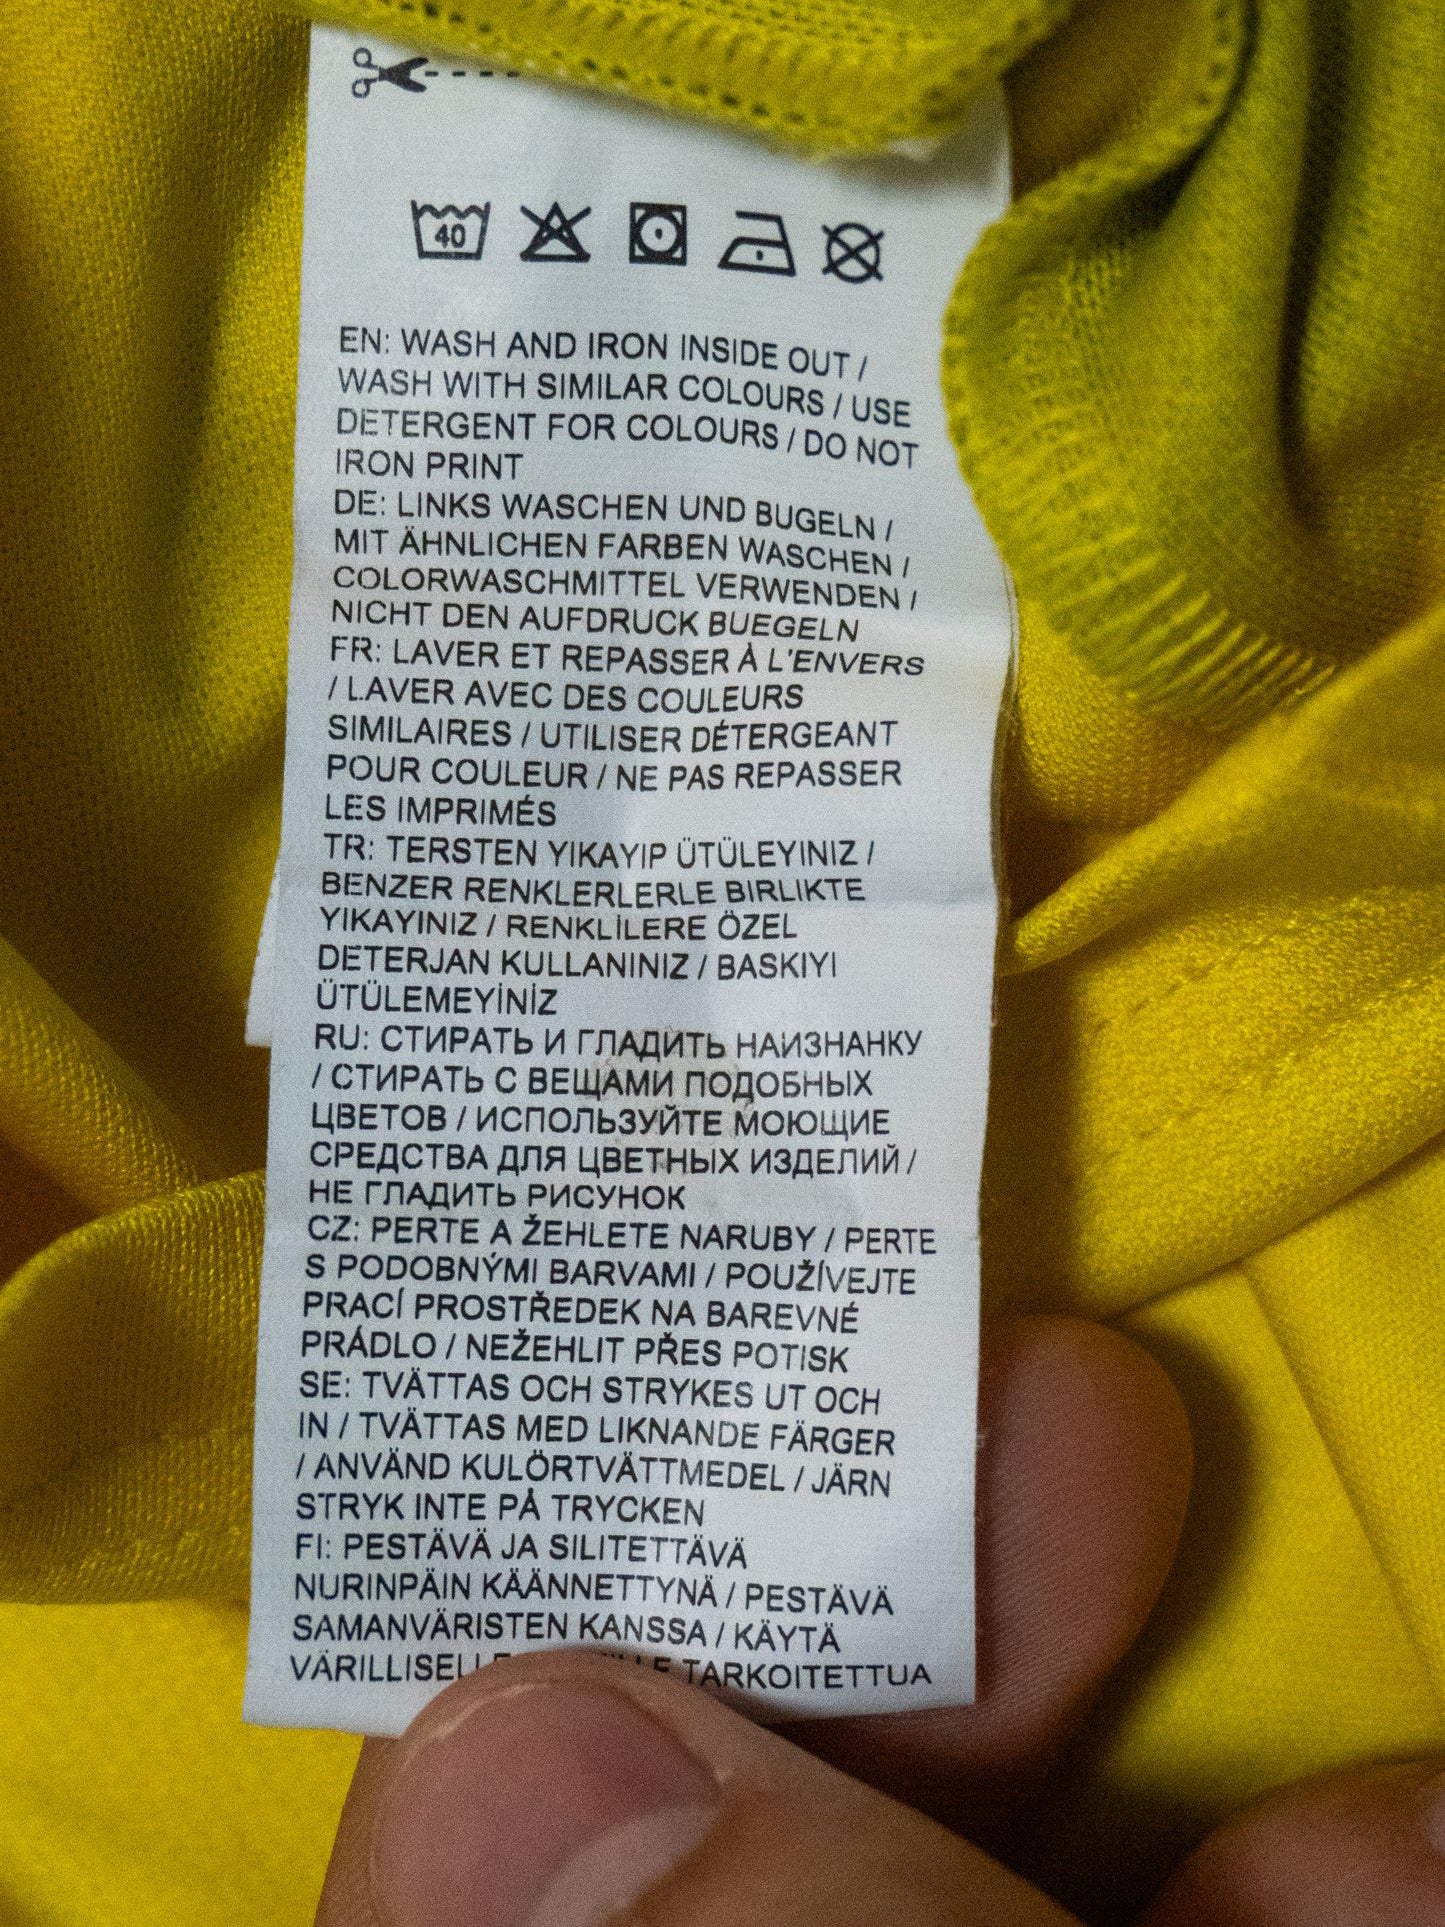 40
EN: WASH AND IRON INSIDE OUT /
WASH WITH SIMILAR COLOURS / USE
DETERGENT FOR COLOURS / DO NOT
IRON PRINT
DE: LINKS WASCHEN UND BUGELN /
MIT ÄHNLICHEN FARBEN WASCHEN /
COLORWASCHMITTEL VERWENDEN /
NICHT DEN AUFDRUCK BUEGELN
FR: LAVER ET REPASSER À L'ENVERS
/ LAVER AVEC DES COULEURS
SIMILAIRES / UTILISER DÉTERGEANT
POUR COULEUR / NE PAS REPASSER
LES IMPRIMÉS
TR: TERSTEN YIKAYIP ÜTÜLEYINIZ /
BENZER RENKLERLERLE BIRLIKTE
YIKAYINIZ / RENKLİLERE ÖZEL
DETERJAN KULLANINIZ / BASKIYI
ÜTÜLEMEYİNİZ
RU: СТИРАТЬ И ГЛАДИТЬ НАИЗНАНКУ
/ СТИРАТЬ С ВЕЩАМИ ПОДОБНЫХ
ЦВЕТОВ / ИСПОЛЬЗУЙТЕ МОЮЩИЕ
СРЕДСТВА ДЛЯ ЦВЕТНЫХ ИЗДЕЛИЙ /
НЕ ГЛАДИТЬ РИСУНОК
CZ: PERTE A ŽEHLETE NARUBY / PERTE
S PODOBNÝMI BARVAMI / POUŽÍVEJTE
PRACÍ PROSTŘEDEK NA BAREVNÉ
PRÁDLO / NEŽEHLIT PŘES POTISK
SE: TVÄTTAS OCH STRYKES UT OCH
IN / TVÄTTAS MED LIKNANDE FÄRGER
/ ANVÄND KULÖRTVÄTTMEDEL / JÄRN
STRYK INTE PÅ TRYCKEN
FI: PESTÄVÄ JA SILITETTÄVÄ
NURINPÄIN KÄÄNNETTYNÄ / PESTÄVÄ
SAMANVÄRISTEN KANSSA / KÄYTÄ
TARKOITETTUA